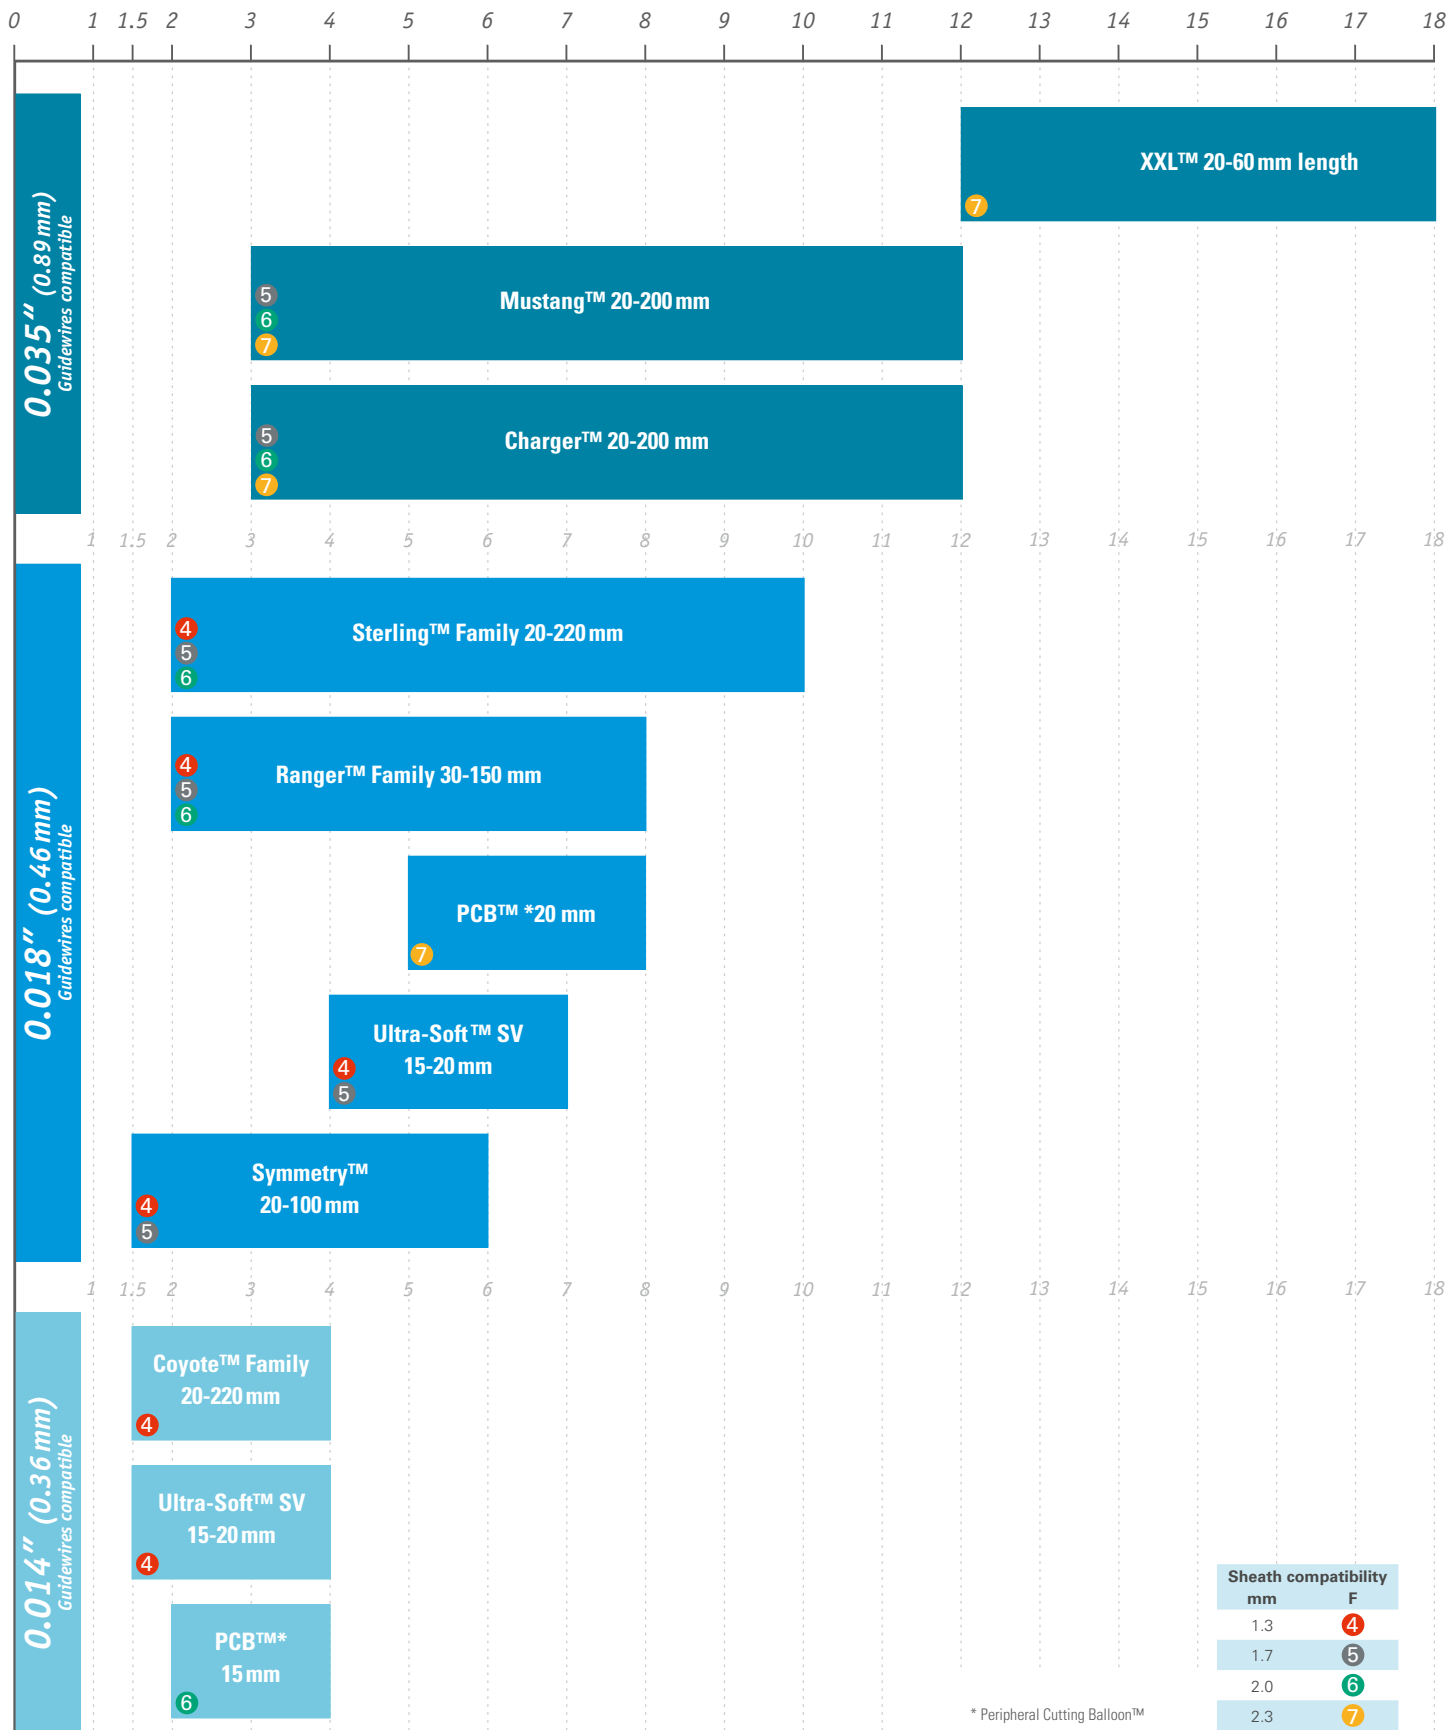 0 1 1.5 2 3 4 5 6 7 8 9 10 11 12 13 14 15 16 17 18
0.035″ (0.89 mm)
Guidewires compatible
XXL™ 20-60 mm length
7
Mustang™ 20-200 mm
5
6
7
Charger™ 20-200 mm
5
6
7
1 1.5 2 3 4 5 6 7 8 9 10 11 12 13 14 15 16 17 18
0.018″ (0.46 mm)
Guidewires compatible
Sterling™ Family 20-220 mm
4
5
6
Ranger™ Family 30-150 mm
4
5
6
PCB™ *20 mm
7
Ultra-Soft™ SV
15-20 mm
4
5
Symmetry™
20-100 mm
4
5
1 1.5 2 3 4 5 6 7 8 9 10 11 12 13 14 15 16 17 18
0.014″ (0.36 mm)
Guidewires compatible
Coyote™ Family
20-220 mm
4
Ultra-Soft™ SV
15-20 mm
4
PCB™*
15 mm
6
* Peripheral Cutting Balloon™
Sheath compatibility
mm F
1.3 4
1.7 5
2.0 6
2.3 7